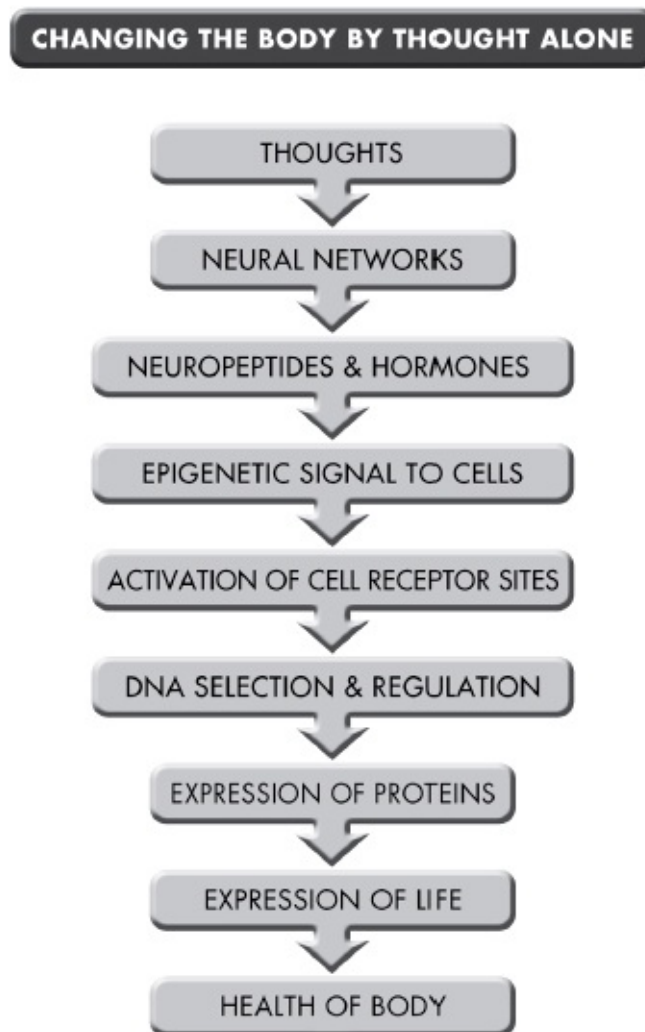 CHANGING THE BODY BY THOUGHT ALONE
THOUGHTS
NEURAL NETWORKS
NEUROPEPTIDES & HORMONES
EPIGENETIC SIGNAL TO CELLS
ACTIVATION OF CELL RECEPTOR SITES
DNA SELECTION & REGULATION
EXPRESSION OF PROTEINS
EXPRESSION OF LIFE
HEALTH OF BODY